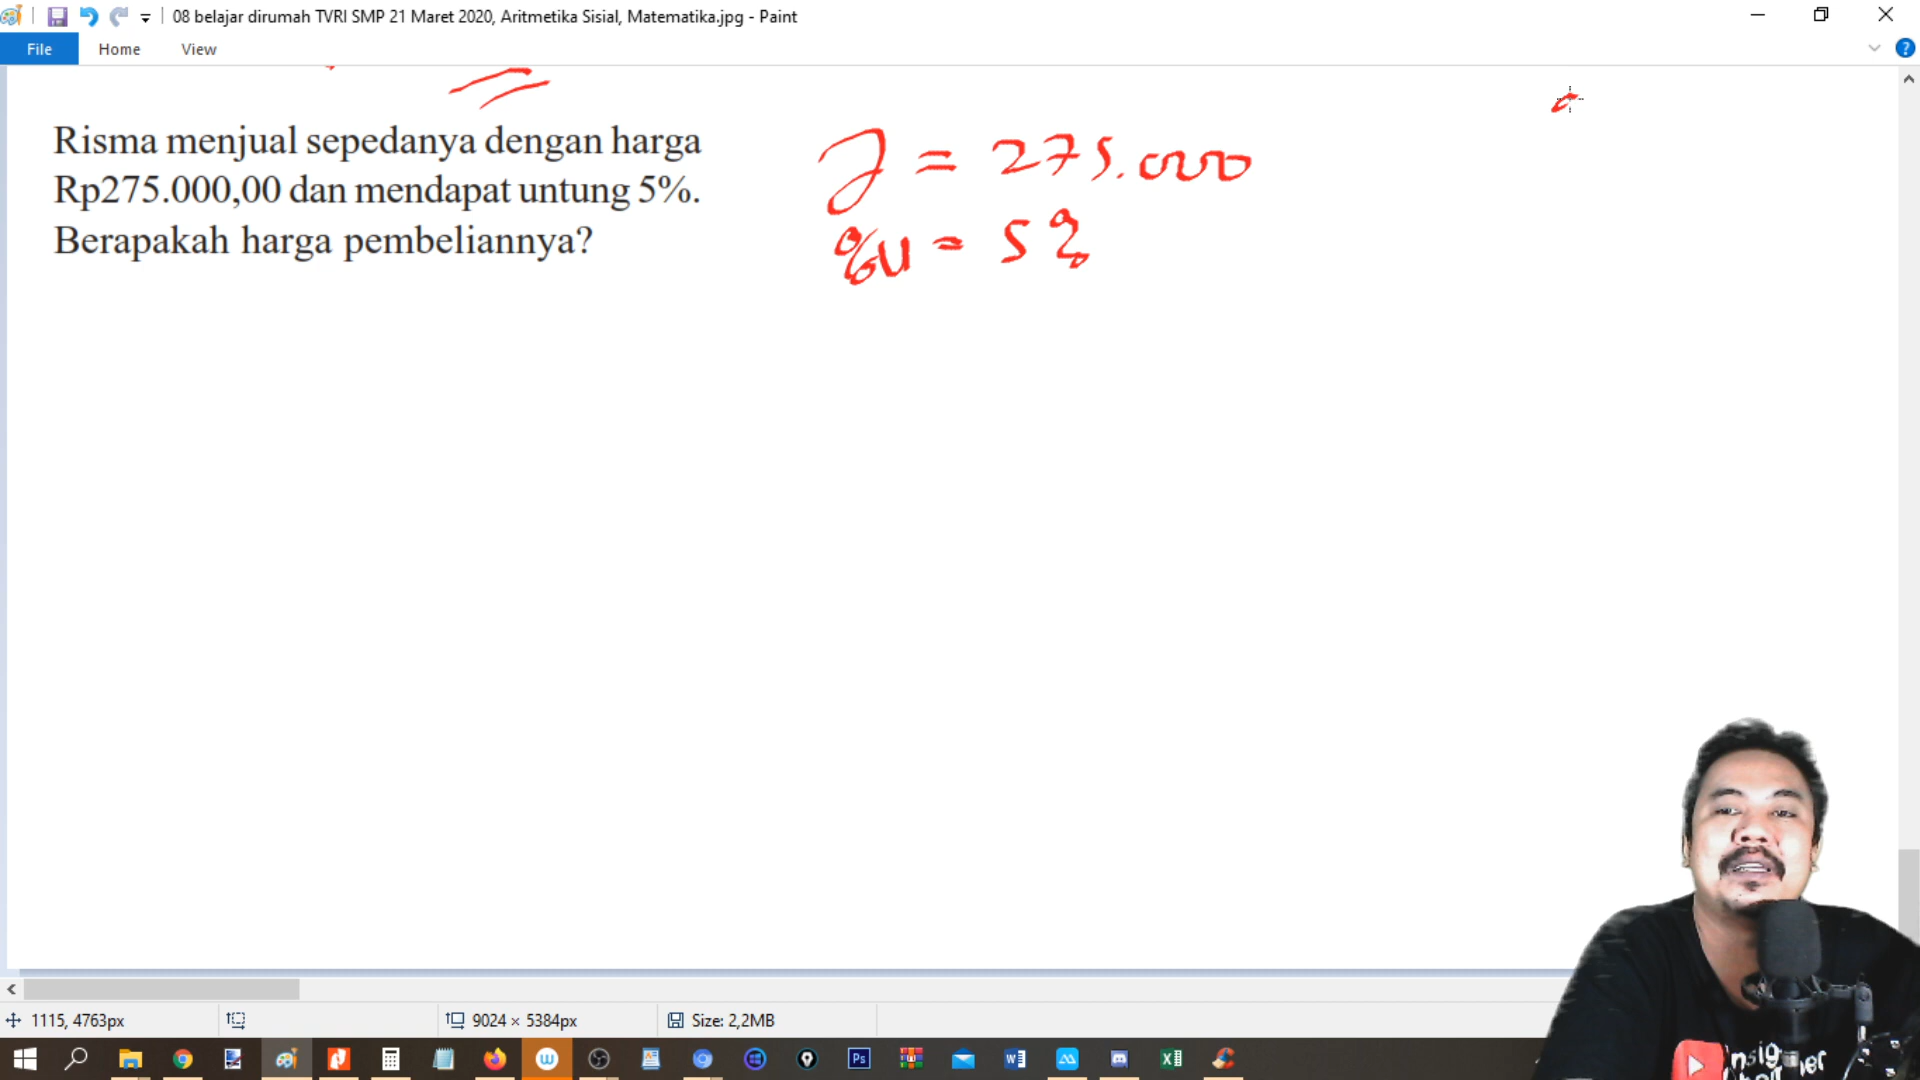 08 belajar dirumah TVRI SMP 21 Maret 2020, Aritmetika Sisial, Matematika.jpg - Paint
File Home View
Risma menjual sepedanya dengan harga
Rp275.000,00 dan mendapat untung 5%.
Berapakah harga pembeliannya?
J = 275.000
%U = 5%
1115, 4763px
9024 × 5384px
Size: 2,2MB